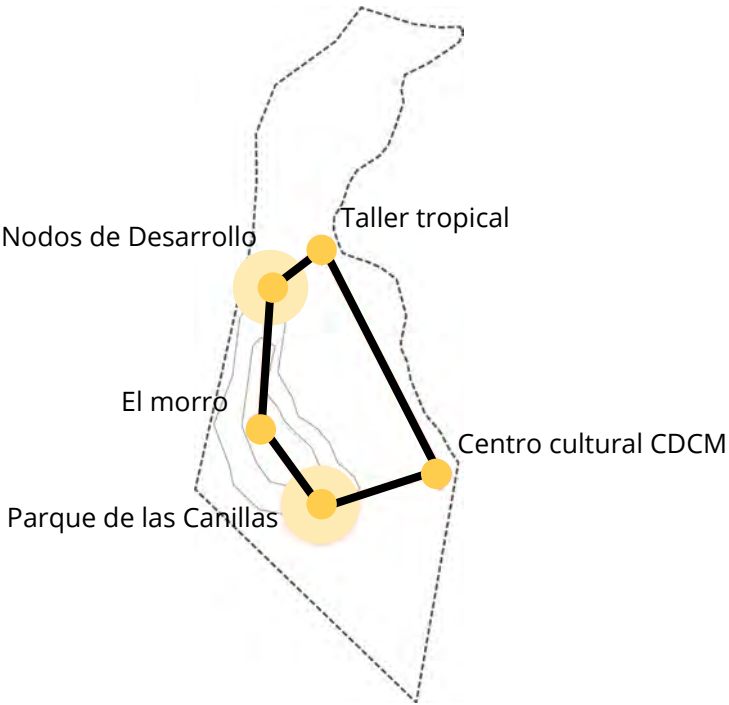 Taller tropical
Nodos de Desarrollo
El morro
Centro cultural CDCM
Parque de las Canillas